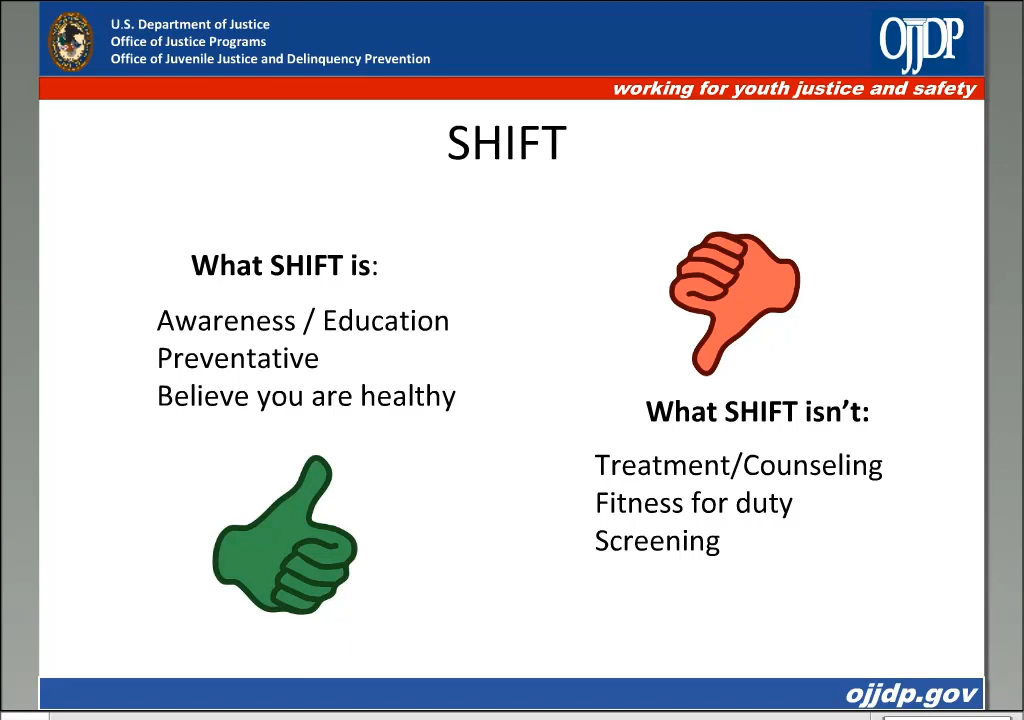 U.S. Department of Justice
Office of Justice Programs
Office of Juvenile Justice and Delinquency Prevention
OJJDP
working for youth justice and safety
SHIFT
What SHIFT is:
Awareness / Education
Preventative
Believe you are healthy
What SHIFT isn’t:
Treatment/Counseling
Fitness for duty
Screening
ojjdp.gov